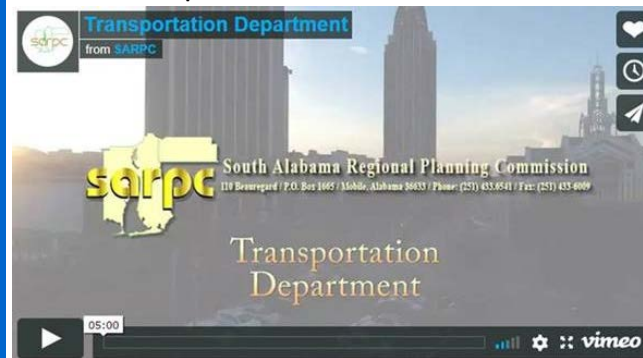 Transportation Department
from SARPC
sarpc
sarpc
South Alabama Regional Planning Commission
110 Beauregard / P.O. Box 1665 / Mobile, Alabama 36633 / Phone: (251) 433.6541 / Fax: (251) 433-6009
Transportation
Department
05:00
vimeo